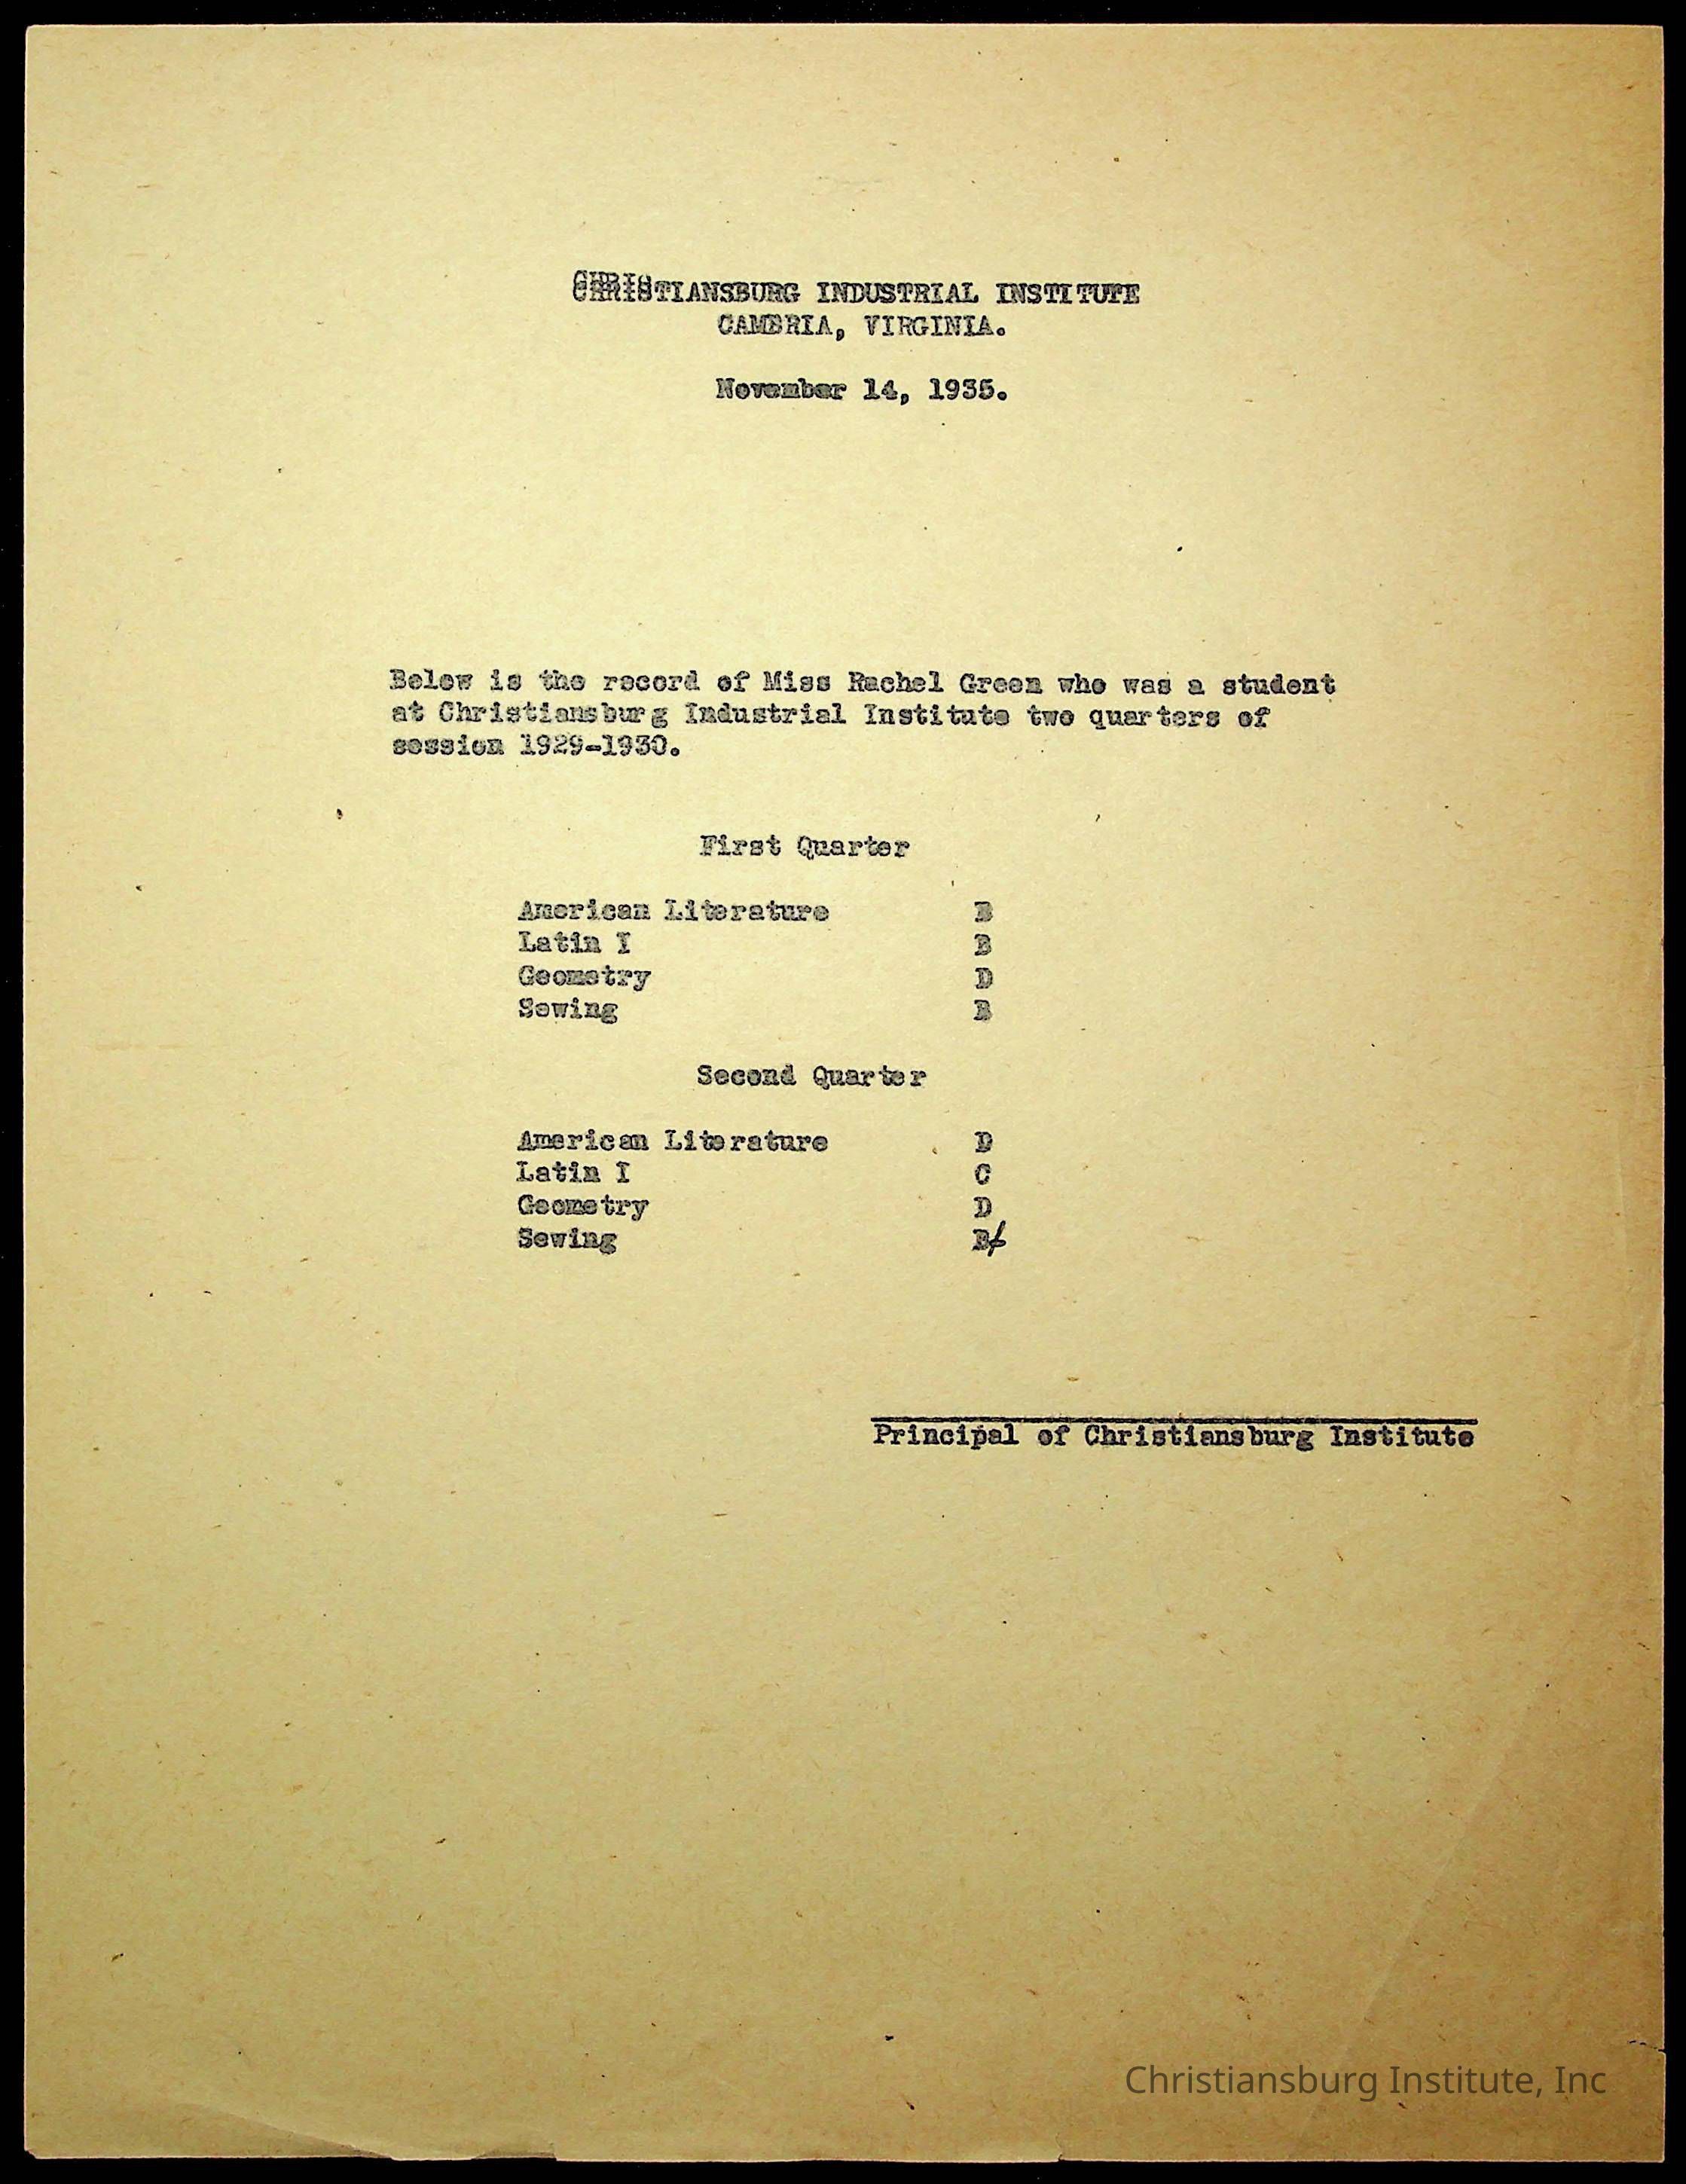 CHRISTIANSBURG INDUSTRIAL INSTITUTE
CAMBRIA, VIRGINIA.
November 14, 1935.
Below is the record of Miss Rachel Green who was a student
at Christiansburg Industrial Institute two quarters of
session 1929-1930.
First Quarter
American Literature B
Latin I B
Geometry D
Sewing B
Second Quarter
American Literature D
Latin I C
Geometry D
Sewing B+
Principal of Christiansburg Institute
Christiansburg Institute, Inc